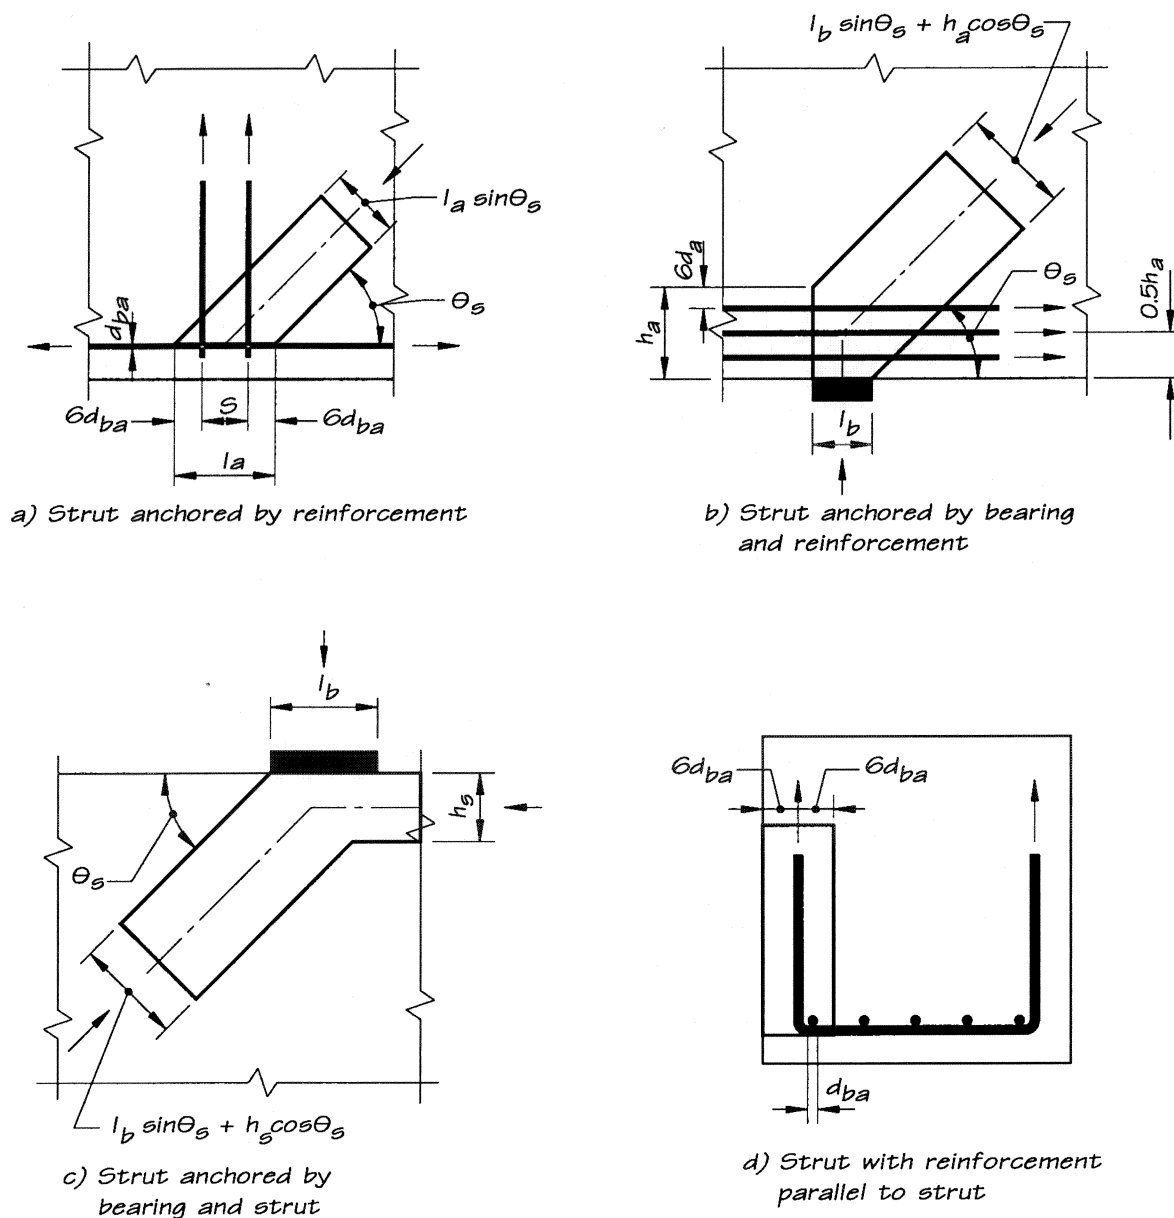 l_a sinθ_s
θ_s
d_ba
6d_ba
S
6d_ba
l_a
a) Strut anchored by reinforcement
l_b sinθ_s + h_a cosθ_s
6d_a
h_a
θ_s
0.5h_a
l_b
b) Strut anchored by bearing
and reinforcement
l_b
h_s
θ_s
l_b sinθ_s + h_s cosθ_s
c) Strut anchored by
bearing and strut
6d_ba
6d_ba
d_ba
d) Strut with reinforcement
parallel to strut